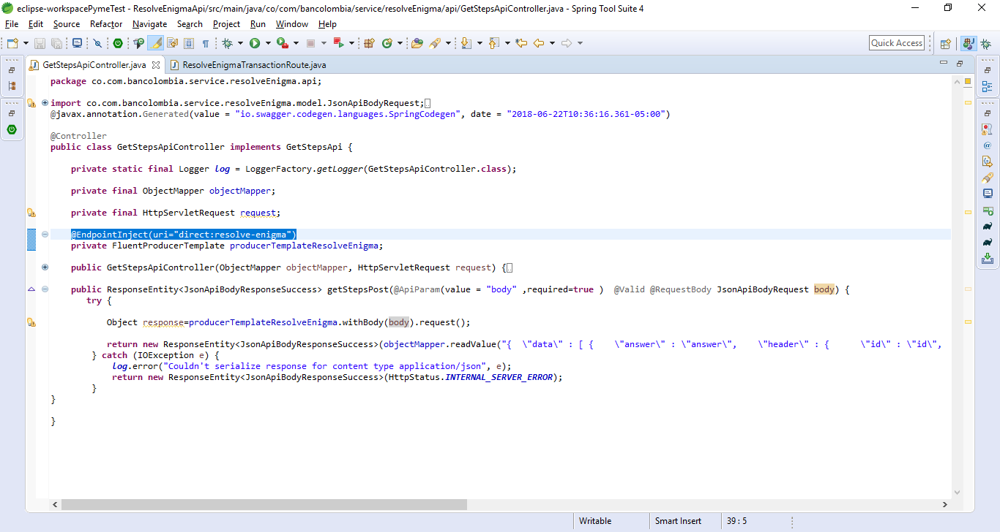 eclipse-workspacePymeTest - ResolveEnigmaApi/src/main/java/co/com/bancolombia/service/resolveEnigma/api/GetStepsApiController.java - Spring Tool Suite 4
File Edit Source Refactor Navigate Search Project Run Window Help
Quick Access
GetStepsApiController.java ResolveEnigmaTransactionRoute.java
package co.com.bancolombia.service.resolveEnigma.api;
import co.com.bancolombia.service.resolveEnigma.model.JsonApiBodyRequest;
@javax.annotation.Generated(value = "io.swagger.codegen.languages.SpringCodegen", date = "2018-06-22T10:36:16.361-05:00")
@Controller
public class GetStepsApiController implements GetStepsApi {
private static final Logger log = LoggerFactory.getLogger(GetStepsApiController.class);
private final ObjectMapper objectMapper;
private final HttpServletRequest request;
@EndpointInject(uri="direct:resolve-enigma")
private FluentProducerTemplate producerTemplateResolveEnigma;
public GetStepsApiController(ObjectMapper objectMapper, HttpServletRequest request) {
public ResponseEntity<JsonApiBodyResponseSuccess> getStepsPost(@ApiParam(value = "body" ,required=true ) @Valid @RequestBody JsonApiBodyRequest body) {
try {
Object response=producerTemplateResolveEnigma.withBody(body).request();
return new ResponseEntity<JsonApiBodyResponseSuccess>(objectMapper.readValue("{ \"data\" : [ { \"answer\" : \"answer\", \"header\" : { \"id\" : \"id\",
} catch (IOException e) {
log.error("Couldn't serialize response for content type application/json", e);
return new ResponseEntity<JsonApiBodyResponseSuccess>(HttpStatus.INTERNAL_SERVER_ERROR);
}
}
}
Writable Smart Insert 39 : 5